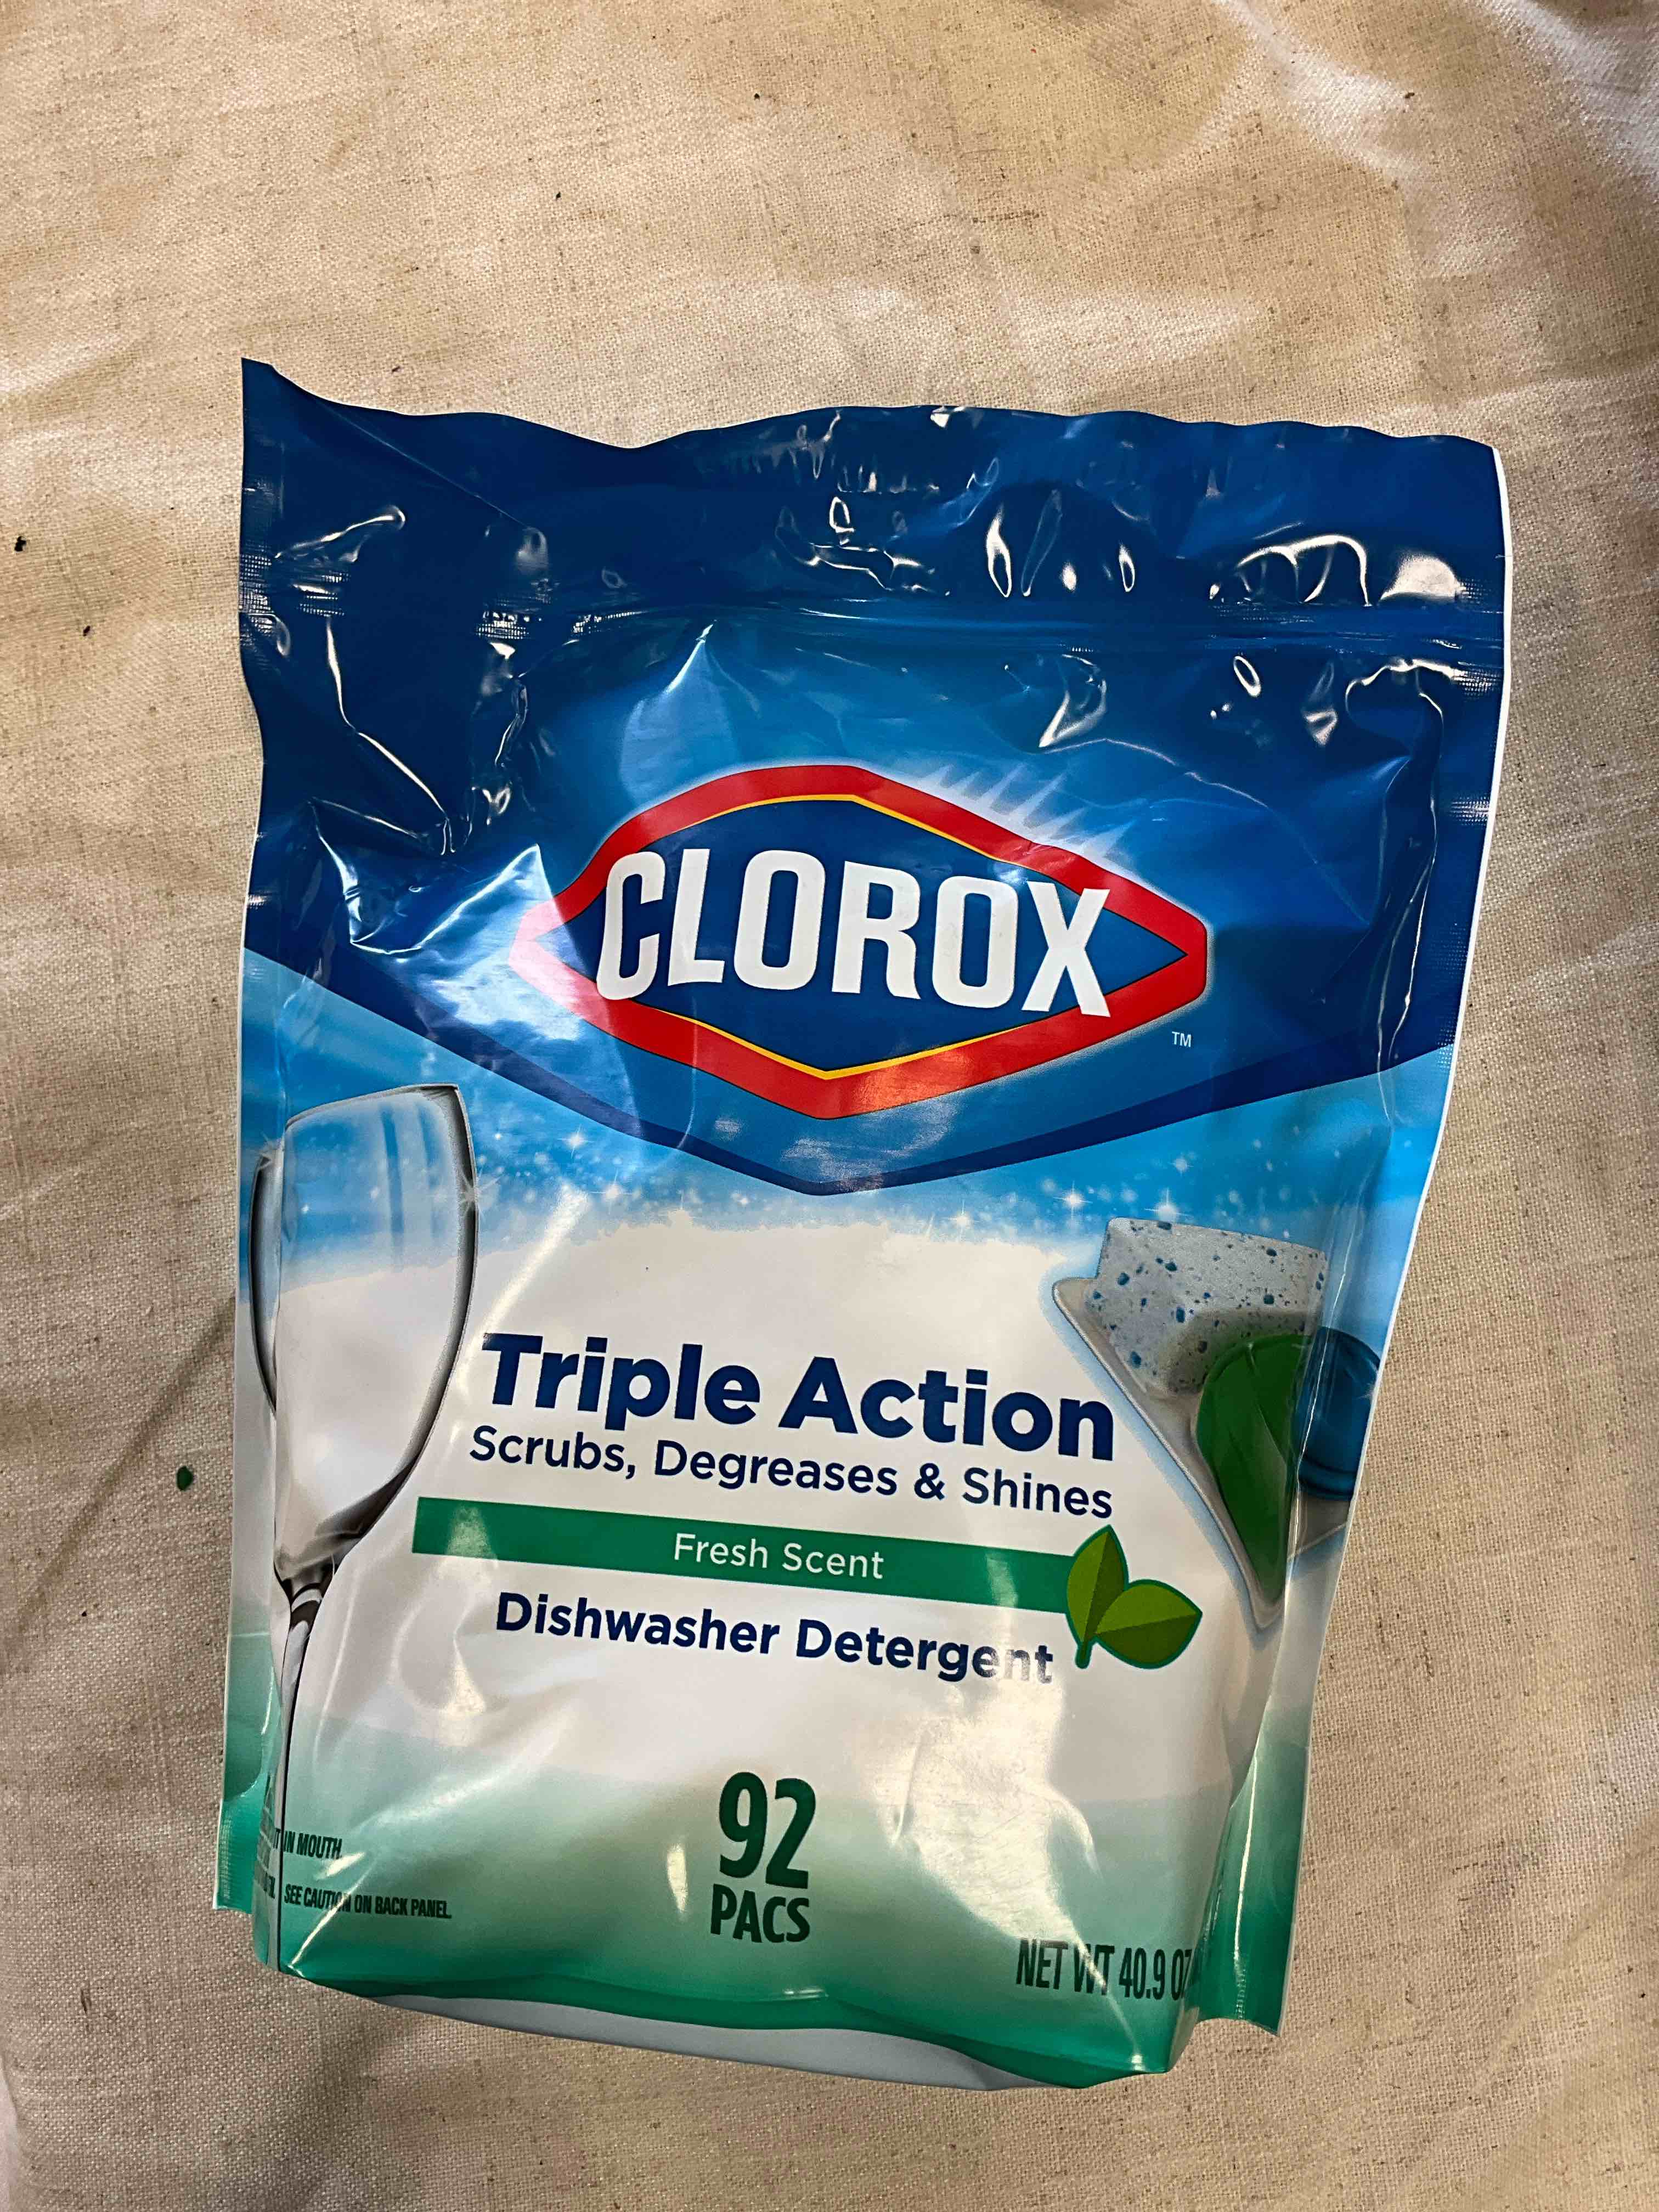 CLOROX
TM
Triple Action
Scrubs, Degreases & Shines
Fresh Scent
Dishwasher Detergent
92
PACS
IN MOUTH
SEE CAUTION ON BACK PANEL.
NET WT 40.9 OZ